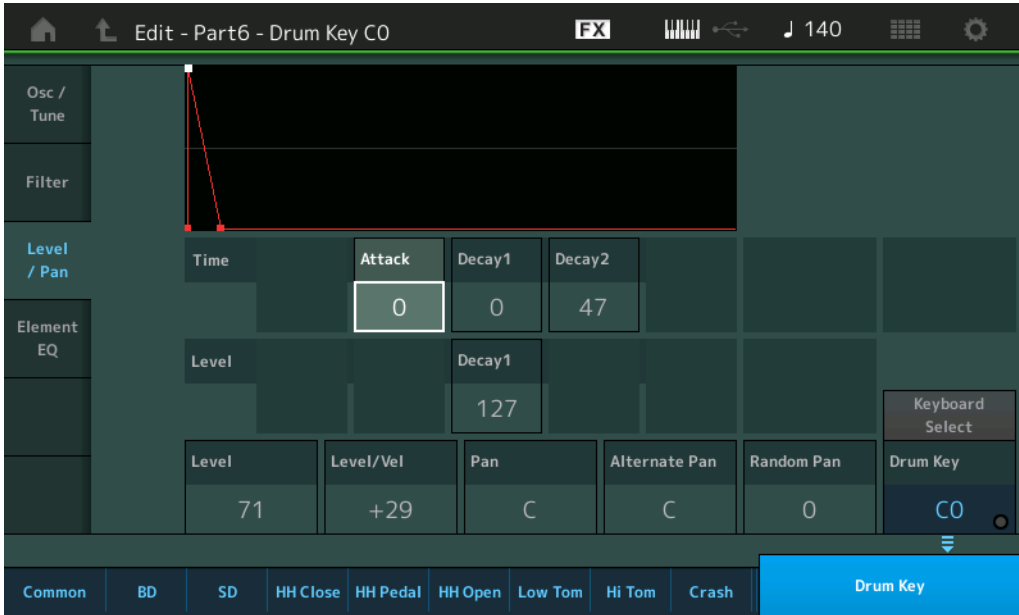 Edit - Part6 - Drum Key C0 FX ♩ 140
Osc /
Tune
Filter
Level
/ Pan
Element
EQ
Time Attack Decay1 Decay2
0 0 47
Level Decay1
127
Keyboard
Select
Level Level/Vel Pan Alternate Pan Random Pan Drum Key
71 +29 C C 0 C0
Common BD SD HH Close HH Pedal HH Open Low Tom Hi Tom Crash Drum Key